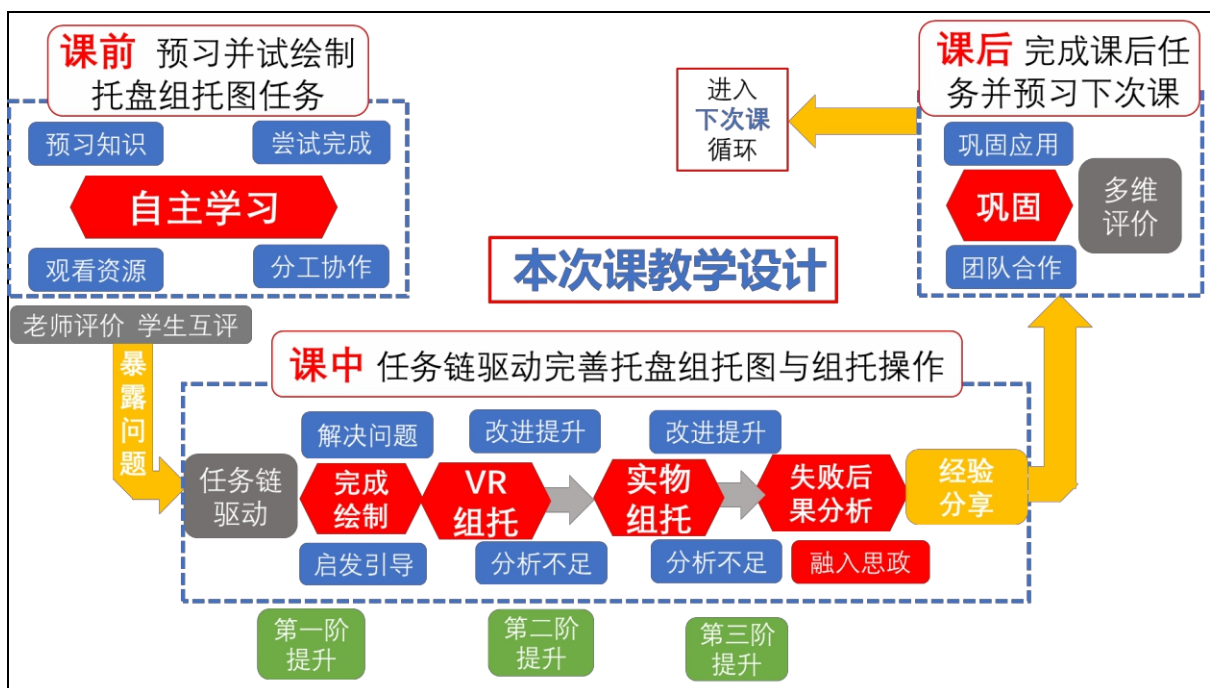 课前 预习并试绘制
托盘组托图任务
预习知识
尝试完成
自主学习
观看资源
分工协作
老师评价 学生互评
暴露问题
进入
下次课
循环
课后 完成课后任
务并预习下次课
巩固应用
巩固
多维
评价
团队合作
本次课教学设计
课中 任务链驱动完善托盘组托图与组托操作
解决问题
改进提升
改进提升
任务链
驱动
完成
绘制
VR
组托
实物
组托
失败后
果分析
经验
分享
启发引导
分析不足
分析不足
融入思政
第一阶
提升
第二阶
提升
第三阶
提升